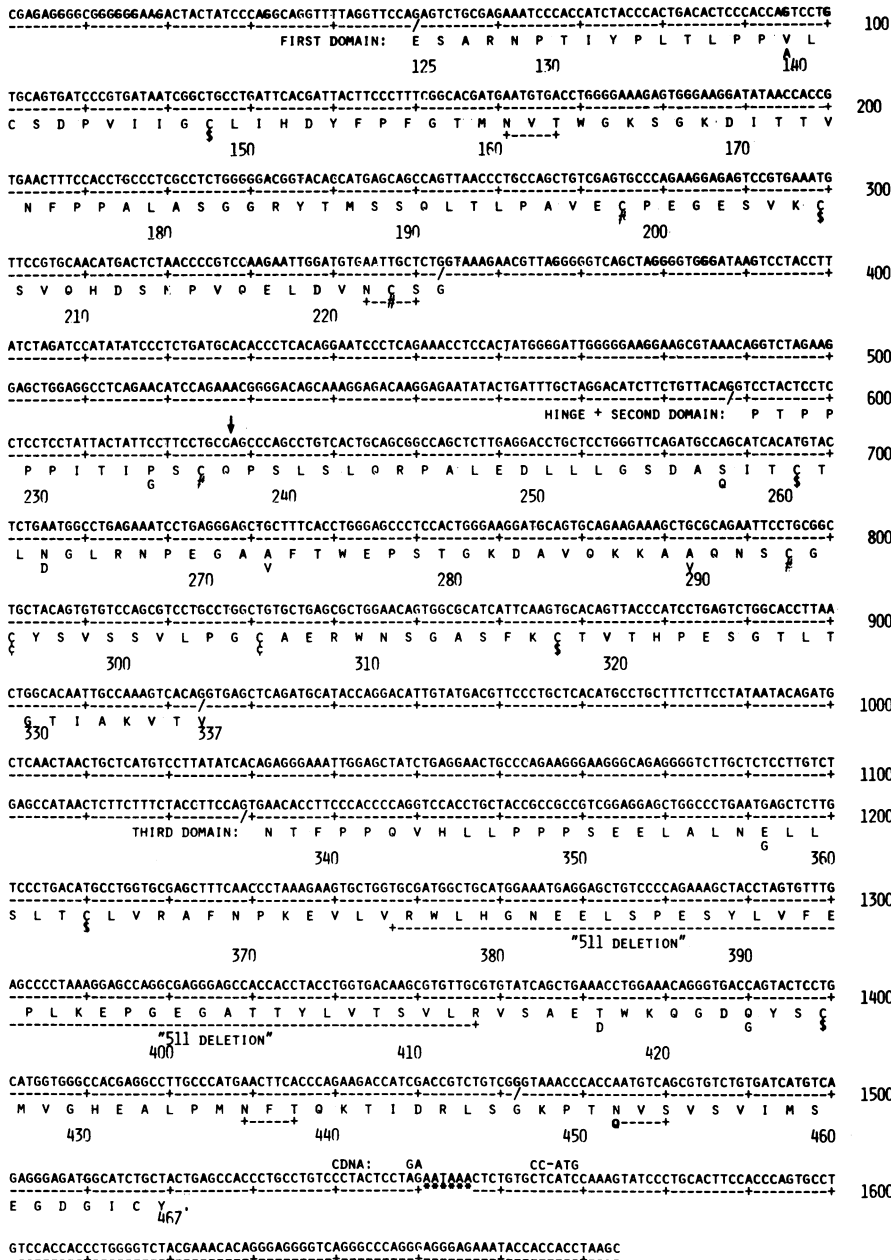 CGAGAGGGGCGGGGGGAAGACTACTATCCCAGGCAGGTTTTAGGTTCCAGAGTCTGCGAGAAATCCCACCATCTACCCACTGACACTCCCACCAGTCCTG 100
FIRST DOMAIN: E S A R N P T I Y P L T L P P V L
A
125 130 140
TGCAGTGATCCCGTGATAATCGGCTGCCTGATTCACGATTACTTCCCTTTCGGCACGATGAATGTGACCTGGGGAAAGAGTGGGAAGGATATAACCACCG 200
C S D P V I I G C L I H D Y F P F G T M N V T W G K S G K D I T T V
150 160 170
TGAACTTTCCACCTGCCCTCGCCTCTGGGGGACGGTACAGCATGAGCAGCCAGTTAACCCTGCCAGCTGTCGAGTGCCCAGAAGGAGAGTCCGTGAAATG 300
N F P P A L A S G G R Y T M S S Q L T L P A V E C P E G E S V K C
180 190 200
TTCCGTGCAACATGACTCTAACCCCGTCCAAGAATTGGATGTGAATTGCTCTGGTAAAGAACGTTAGGGGGTCAGCTAGGGGTGGGATAAGTCCTACCTT 400
S V Q H D S N P V Q E L D V N C S G
210 220
ATCTAGATCCATATATCCCTCTGATGCACACCCTCACAGGAATCCCTCAGAAACCTCCACTATGGGGATTGGGGGAAGGAAGCGTAAACAGGTCTAGAAG 500
GAGCTGGAGGCCTCAGAACATCCAGAAACGGGGACAGCAAAGGAGACAAGGAGAATATACTGATTTGCTAGGACATCTTCTGTTACAGGTCCTACTCCTC 600
HINGE + SECOND DOMAIN: P T P P
CTCCTCCTATTACTATTCCTTCCTGCCAGCCCAGCCTGTCACTGCAGCGGCCAGCTCTTGAGGACCTGCTCCTGGGTTCAGATGCCAGCATCACATGTAC 700
P P I T I P S C Q P S L S L Q R P A L E D L L L G S D A S I T C T
G Q
230 240 250 260
TCTGAATGGCCTGAGAAATCCTGAGGGAGCTGCTTTCACCTGGGAGCCCTCCACTGGGAAGGATGCAGTGCAGAAGAAAGCTGCGCAGAATTCCTGCGGC 800
L N G L R N P E G A A F T W E P S T G K D A V Q K K A A Q N S C G
D V V
270 280 290
TGCTACAGTGTGTCCAGCGTCCTGCCTGGCTGTGCTGAGCGCTGGAACAGTGGCGCATCATTCAAGTGCACAGTTACCCATCCTGAGTCTGGCACCTTAA 900
C Y S V S S V L P G C A E R W N S G A S F K C T V T H P E S G T L T
300 310 320
CTGGCACAATTGCCAAAGTCACAGGTGAGCTCAGATGCATACCAGGACATTGTATGACGTTCCCTGCTCACATGCCTGCTTTCTTCCTATAATACAGATG 1000
G T I A K V T V
330 337
CTCAACTAACTGCTCATGTCCTTATATCACAGAGGGAAATTGGAGCTATCTGAGGAACTGCCCAGAAGGGAAGGGCAGAGGGGTCTTGCTCTCCTTGTCT 1100
GAGCCATAACTCTTCTTTCTACCTTCCAGTGAACACCTTCCCACCCCAGGTCCACCTGCTACCGCCGCCGTCGGAGGAGCTGGCCCTGAATGAGCTCTTG 1200
THIRD DOMAIN: N T F P P Q V H L L P P P S E E L A L N E L L
G
340 350 360
TCCCTGACATGCCTGGTGCGAGCTTTCAACCCTAAAGAAGTGCTGGTGCGATGGCTGCATGGAAATGAGGAGCTGTCCCCAGAAAGCTACCTAGTGTTTG 1300
S L T C L V R A F N P K E V L V R W L H G N E E L S P E S Y L V F E
"511 DELETION"
370 380 390
AGCCCCTAAAGGAGCCAGGCGAGGGAGCCACCACCTACCTGGTGACAAGCGTGTTGCGTGTATCAGCTGAAACCTGGAAACAGGGTGACCAGTACTCCTG 1400
P L K E P G E G A T T Y L V T S V L R V S A E T W K Q G D Q Y S C
"511 DELETION" D G
400 410 420
CATGGTGGGCCACGAGGCCTTGCCCATGAACTTCACCCAGAAGACCATCGACCGTCTGTCGGGTAAACCCACCAATGTCAGCGTGTCTGTGATCATGTCA 1500
M V G H E A L P M N F T Q K T I D R L S G K P T N V S V S V I M S
Q
430 440 450 460
CDNA: GA CC-ATG
GAGGGAGATGGCATCTGCTACTGAGCCACCCTGCCTGTCCCTACTCCTAGAATAAACTCTGTGCTCATCCAAAGTATCCCTGCACTTCCACCCAGTGCCT 1600
E G D G I C Y .
467
GTCCACCACCCTGGGGTCTACGAAACACAGGGAGGGGTCAGGGCCCAGGGAGGGAGAAATACCACCACCTAAGC